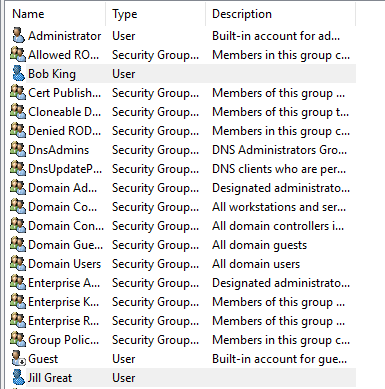 Name Type Description
Administrator User Built-in account for ad...
Allowed RO... Security Group... Members in this group c...
Bob King User
Cert Publish... Security Group... Members of this group ...
Cloneable D... Security Group... Members of this group t...
Denied ROD... Security Group... Members in this group c...
DnsAdmins Security Group... DNS Administrators Gro...
DnsUpdateP... Security Group... DNS clients who are per...
Domain Ad... Security Group... Designated administrato...
Domain Co... Security Group... All workstations and ser...
Domain Con... Security Group... All domain controllers i...
Domain Gue... Security Group... All domain guests
Domain Users Security Group... All domain users
Enterprise A... Security Group... Designated administrato...
Enterprise K... Security Group... Members of this group ...
Enterprise R... Security Group... Members of this group ...
Group Polic... Security Group... Members in this group c...
Guest User Built-in account for gue...
Jill Great User